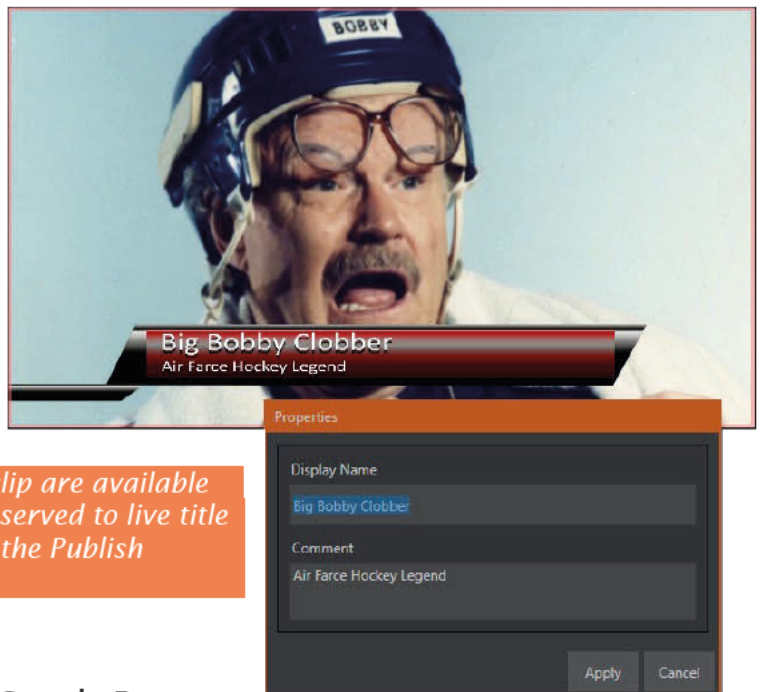 BOBBY
Big Bobby Clobber
Air Farce Hockey Legend
Properties
Display Name
Big Bobby Clobber
Comment
Air Farce Hockey Legend
Apply Cancel
lip are available
served to live title
the Publish